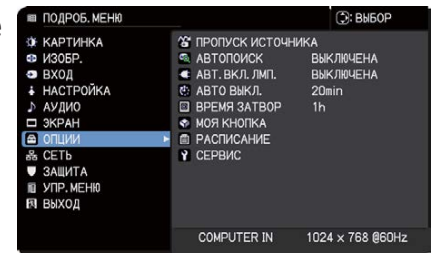 ПОДРОБ. МЕНЮ : ВЫБОР
КАРТИНКА
ИЗОБР.
ВХОД
НАСТРОЙКА
АУДИО
ЭКРАН
ОПЦИИ
СЕТЬ
ЗАЩИТА
УПР. МЕНЮ
ВЫХОД
ПРОПУСК ИСТОЧНИКА
АВТОПОИСК ВЫКЛЮЧЕНА
АВТ. ВКЛ. ЛМП. ВЫКЛЮЧЕНА
АВТО ВЫКЛ. 20min
ВРЕМЯ ЗАТВОР 1h
МОЯ КНОПКА
РАСПИСАНИЕ
СЕРВИС
COMPUTER IN 1024 x 768 @60Hz